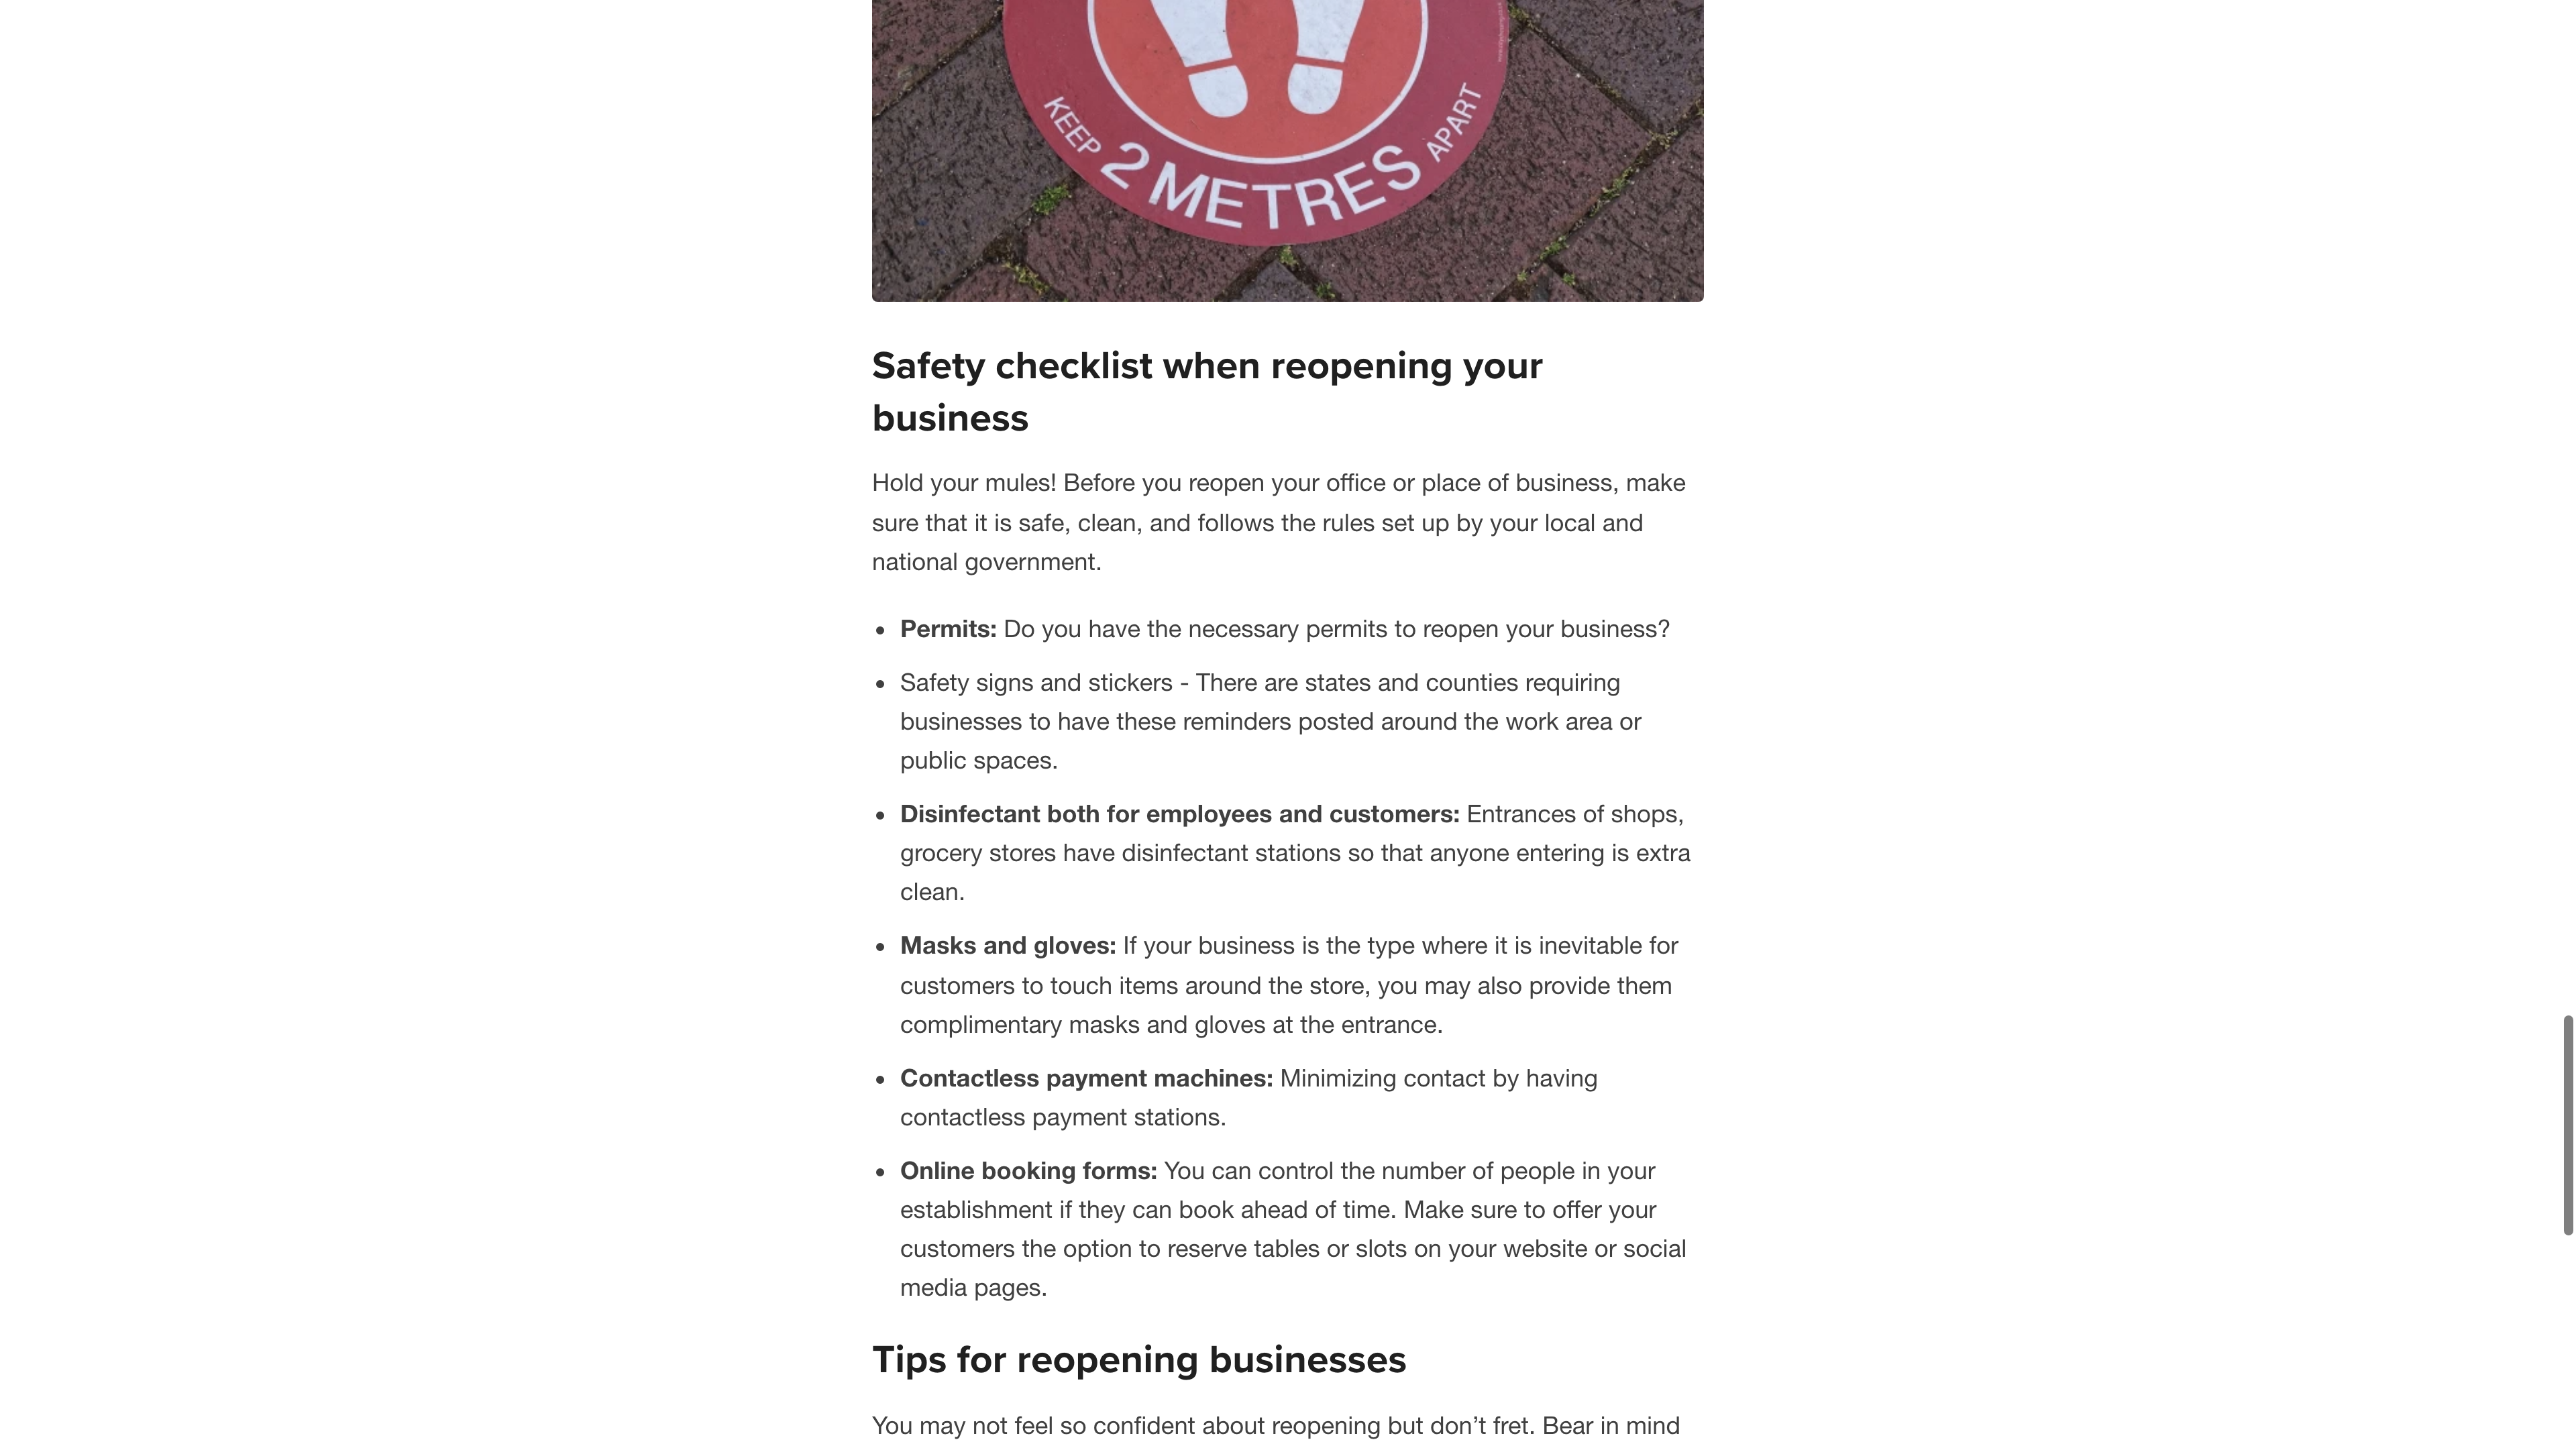 KEEP 2 METRES APART
Safety checklist when reopening your
business
Hold your mules! Before you reopen your office or place of business, make
sure that it is safe, clean, and follows the rules set up by your local and
national government.
• Permits: Do you have the necessary permits to reopen your business?
• Safety signs and stickers - There are states and counties requiring
businesses to have these reminders posted around the work area or
public spaces.
• Disinfectant both for employees and customers: Entrances of shops,
grocery stores have disinfectant stations so that anyone entering is extra
clean.
• Masks and gloves: If your business is the type where it is inevitable for
customers to touch items around the store, you may also provide them
complimentary masks and gloves at the entrance.
• Contactless payment machines: Minimizing contact by having
contactless payment stations.
• Online booking forms: You can control the number of people in your
establishment if they can book ahead of time. Make sure to offer your
customers the option to reserve tables or slots on your website or social
media pages.
Tips for reopening businesses
You may not feel so confident about reopening but don’t fret. Bear in mind